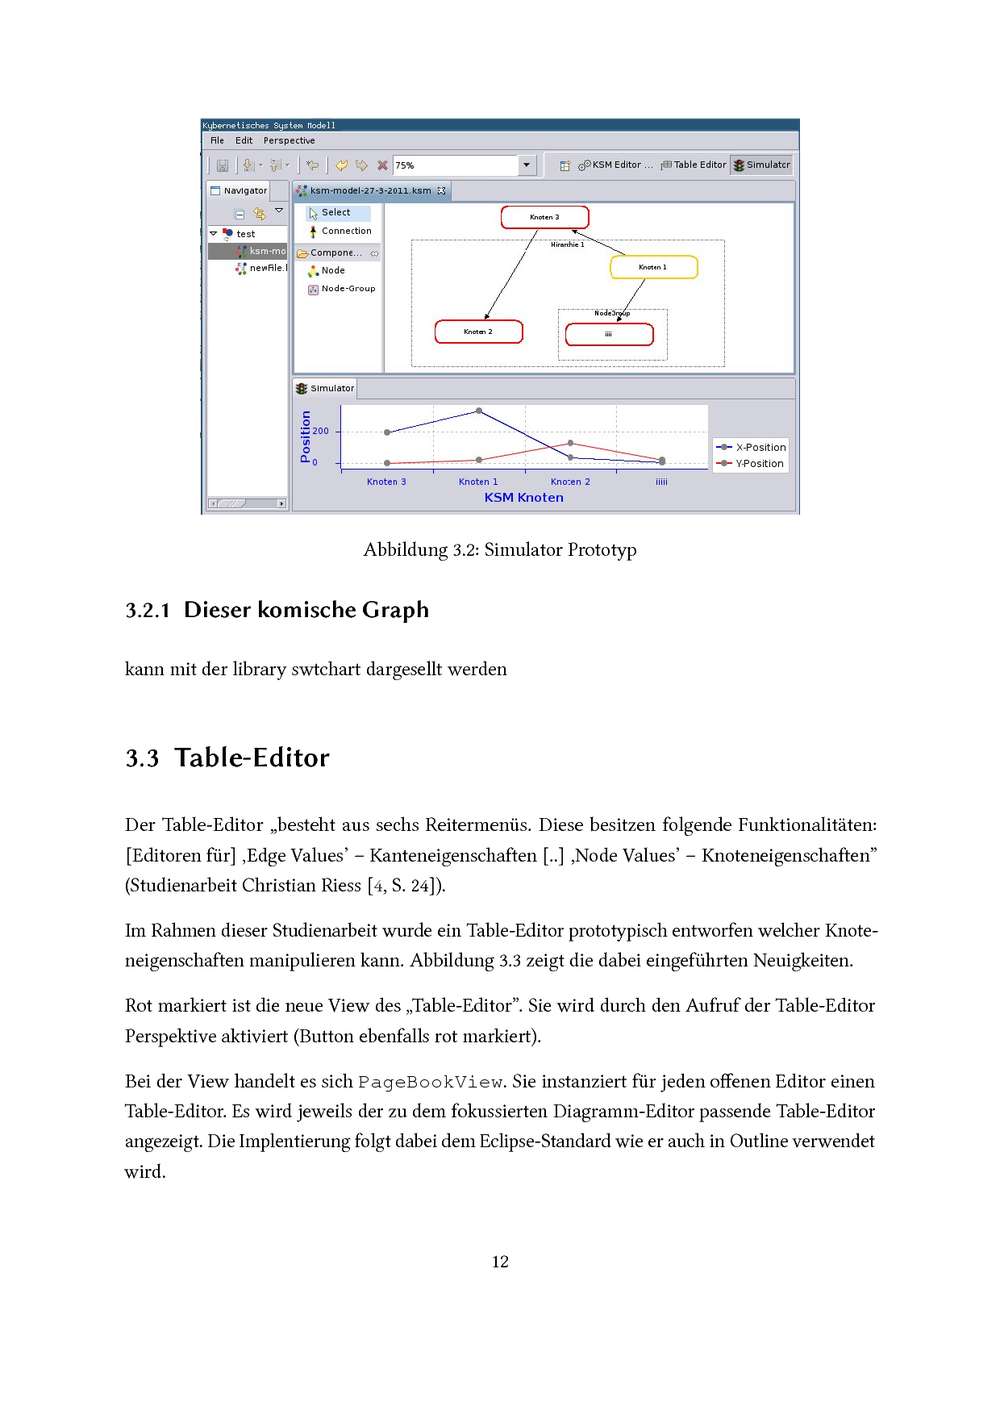 Kybernetisches System Modell
File Edit Perspective
75%
KSM Editor ... Table Editor Simulator
Navigator
ksm-model-27-3-2011.ksm
test
ksm-mo
newFile.
Select
Connection
Compone...
Node
Node-Group
Knoten 3
Hirarchie 1
Knoten 1
Knoten 2
NodeGroup
Simulator
Position
200
0
X-Position
Y-Position
Knoten 3 Knoten 1 Knoten 2 iiiii
KSM Knoten
Abbildung 3.2: Simulator Prototyp
3.2.1 Dieser komische Graph
kann mit der library swtchart dargesellt werden
3.3 Table-Editor
Der Table-Editor „besteht aus sechs Reitermenüs. Diese besitzen folgende Funktionalitäten:
[Editoren für] ‚Edge Values’ – Kanteneigenschaften [..] ‚Node Values’ – Knoteneigenschaften”
(Studienarbeit Christian Riess [4, S. 24]).
Im Rahmen dieser Studienarbeit wurde ein Table-Editor prototypisch entworfen welcher Knote-
neigenschaften manipulieren kann. Abbildung 3.3 zeigt die dabei eingeführten Neuigkeiten.
Rot markiert ist die neue View des „Table-Editor”. Sie wird durch den Aufruf der Table-Editor
Perspektive aktiviert (Button ebenfalls rot markiert).
Bei der View handelt es sich PageBookView. Sie instanziert für jeden offenen Editor einen
Table-Editor. Es wird jeweils der zu dem fokussierten Diagramm-Editor passende Table-Editor
angezeigt. Die Implentierung folgt dabei dem Eclipse-Standard wie er auch in Outline verwendet
wird.
12